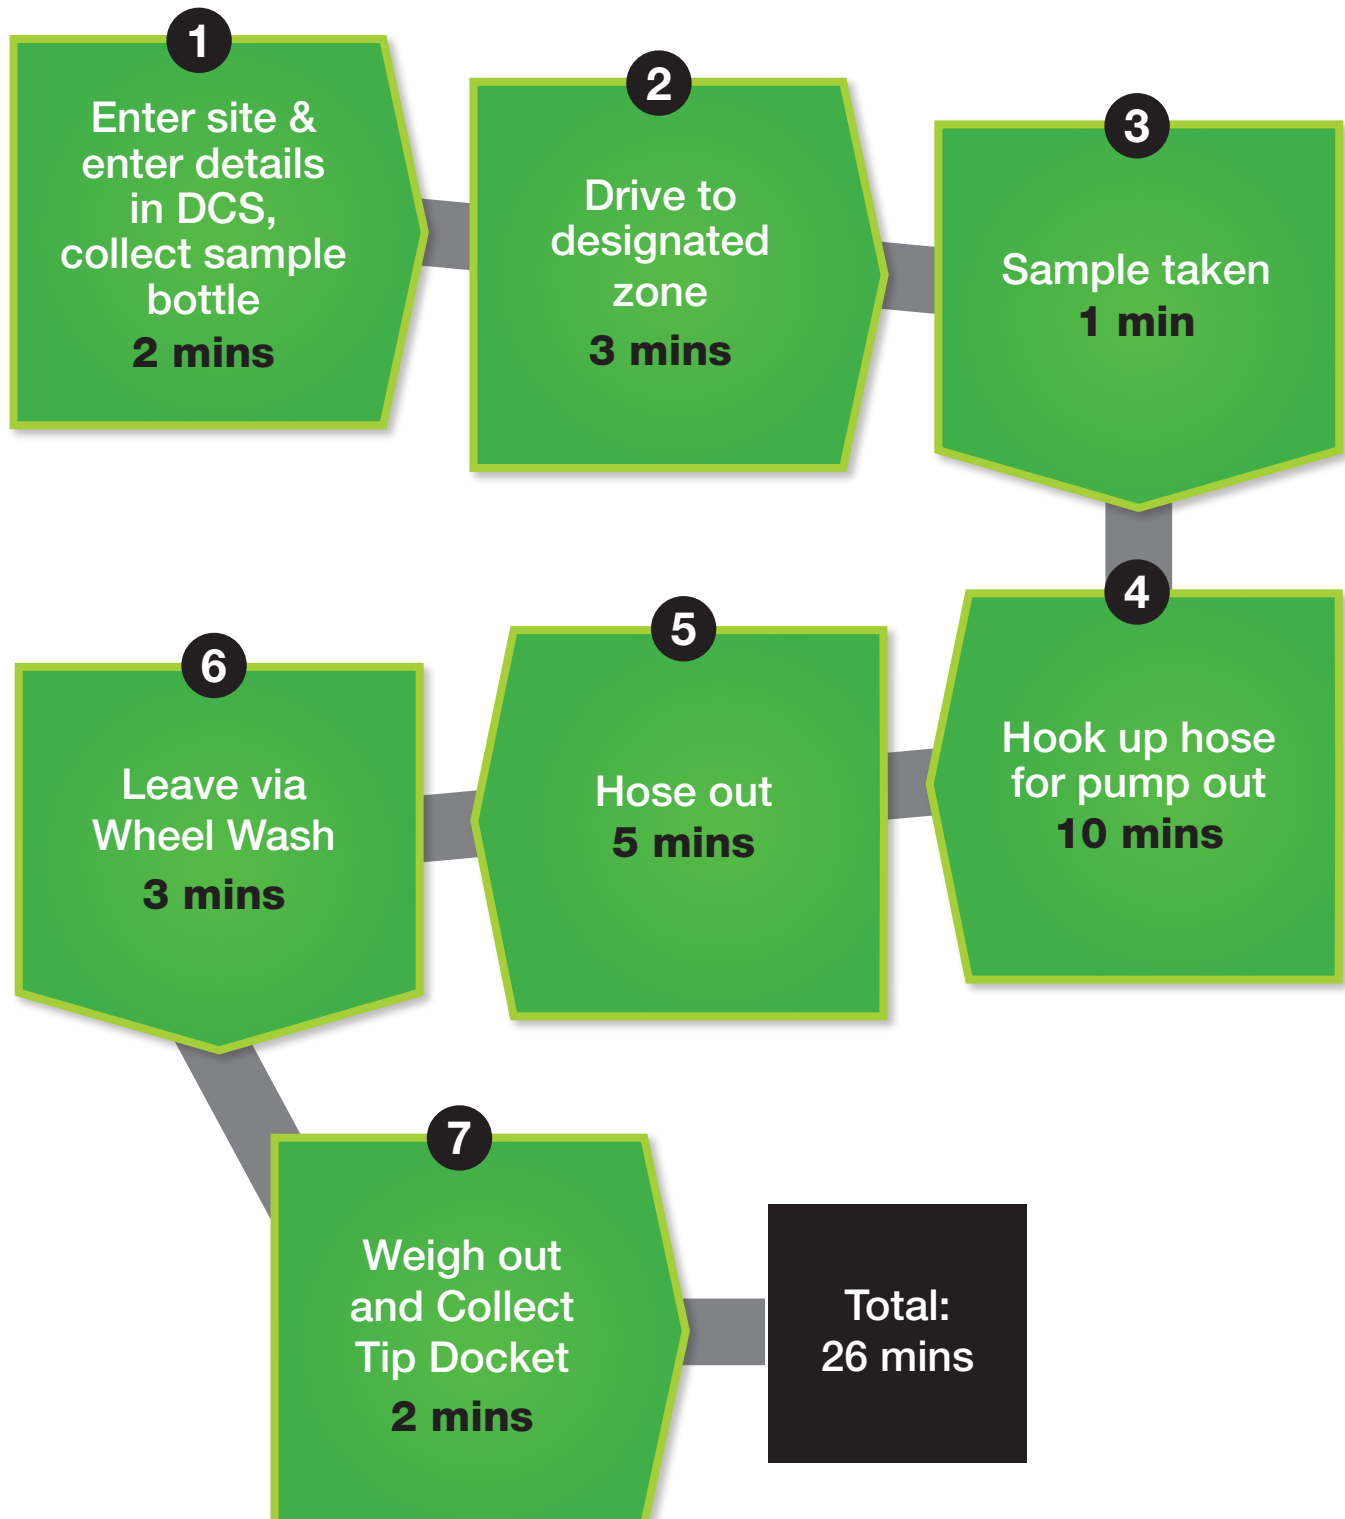 1
Enter site &
enter details
in DCS,
collect sample
bottle
2 mins
2
Drive to
designated
zone
3 mins
3
Sample taken
1 min
4
Hook up hose
for pump out
10 mins
5
Hose out
5 mins
6
Leave via
Wheel Wash
3 mins
7
Weigh out
and Collect
Tip Docket
2 mins
Total:
26 mins